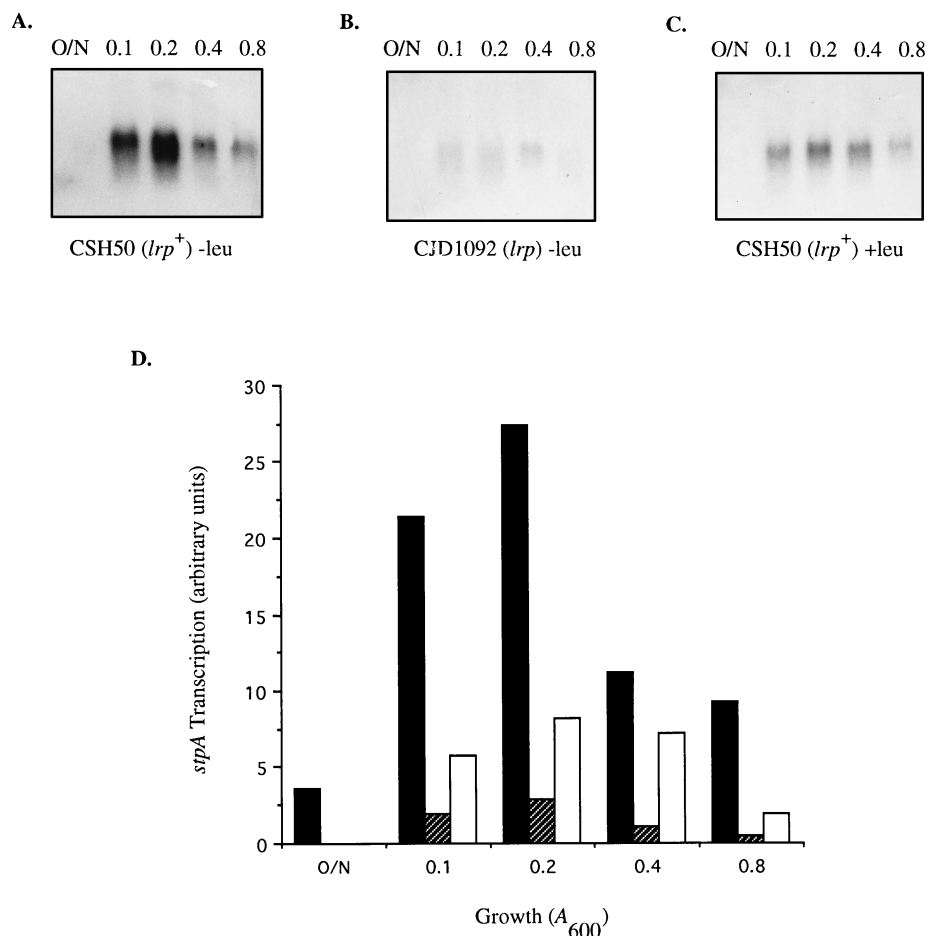 A.
O/N 0.1 0.2 0.4 0.8
CSH50 (lrp+) -leu
B.
O/N 0.1 0.2 0.4 0.8
CJD1092 (lrp) -leu
C.
O/N 0.1 0.2 0.4 0.8
CSH50 (lrp+) +leu
D.
stpA Transcription (arbitrary units)
30
25
20
15
10
5
0
O/N 0.1 0.2 0.4 0.8
Growth (A600)